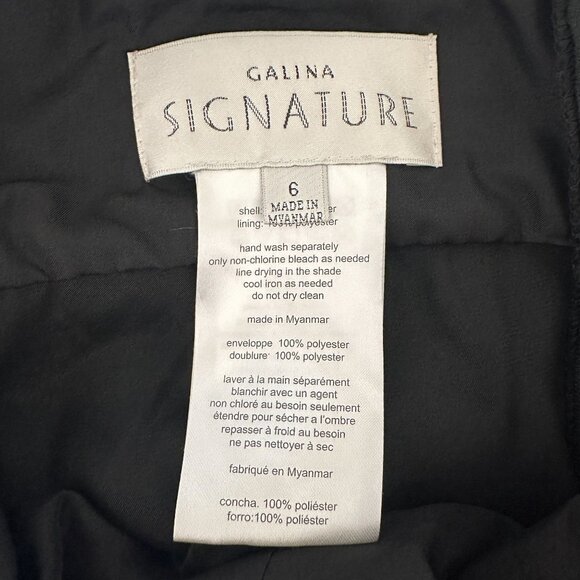 GALINA
SIGNATURE
6
MADE IN
MYANMAR
shell:
lining: 100% polyester
hand wash separately
only non-chlorine bleach as needed
line drying in the shade
cool iron as needed
do not dry clean
made in Myanmar
enveloppe 100% polyester
doublure  100% polyester
laver à la main séparément
blanchir avec un agent
non chloré au besoin seulement
étendre pour sécher a l'ombre
repasser à froid au besoin
ne pas nettoyer à sec
fabriqué en Myanmar
concha. 100% poliéster
forro:100% poliéster